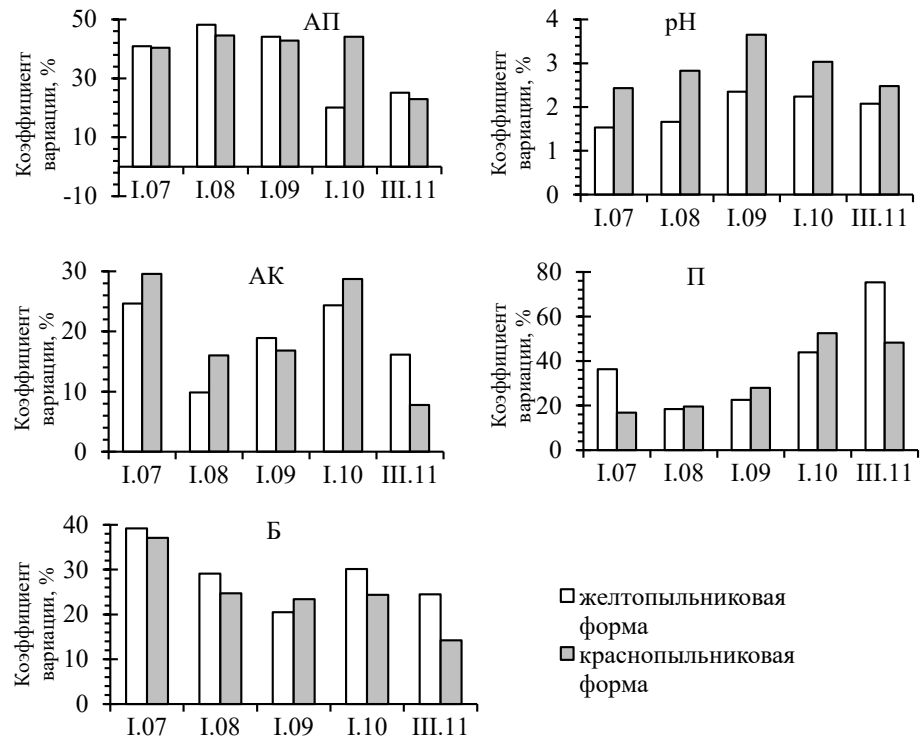 АП
Коэффициент
вариации, %
50
30
10
-10
I.07 I.08 I.09 I.10 III.11
pH
Коэффициент
вариации, %
4
3
2
1
0
I.07 I.08 I.09 I.10 III.11
АК
Коэффициент
вариации, %
30
20
10
0
I.07 I.08 I.09 I.10 III.11
П
Коэффициент
вариации, %
80
60
40
20
0
I.07 I.08 I.09 I.10 III.11
Б
Коэффициент
вариации, %
40
30
20
10
0
I.07 I.08 I.09 I.10 III.11
желтопыльниковая
форма
краснопыльниковая
форма